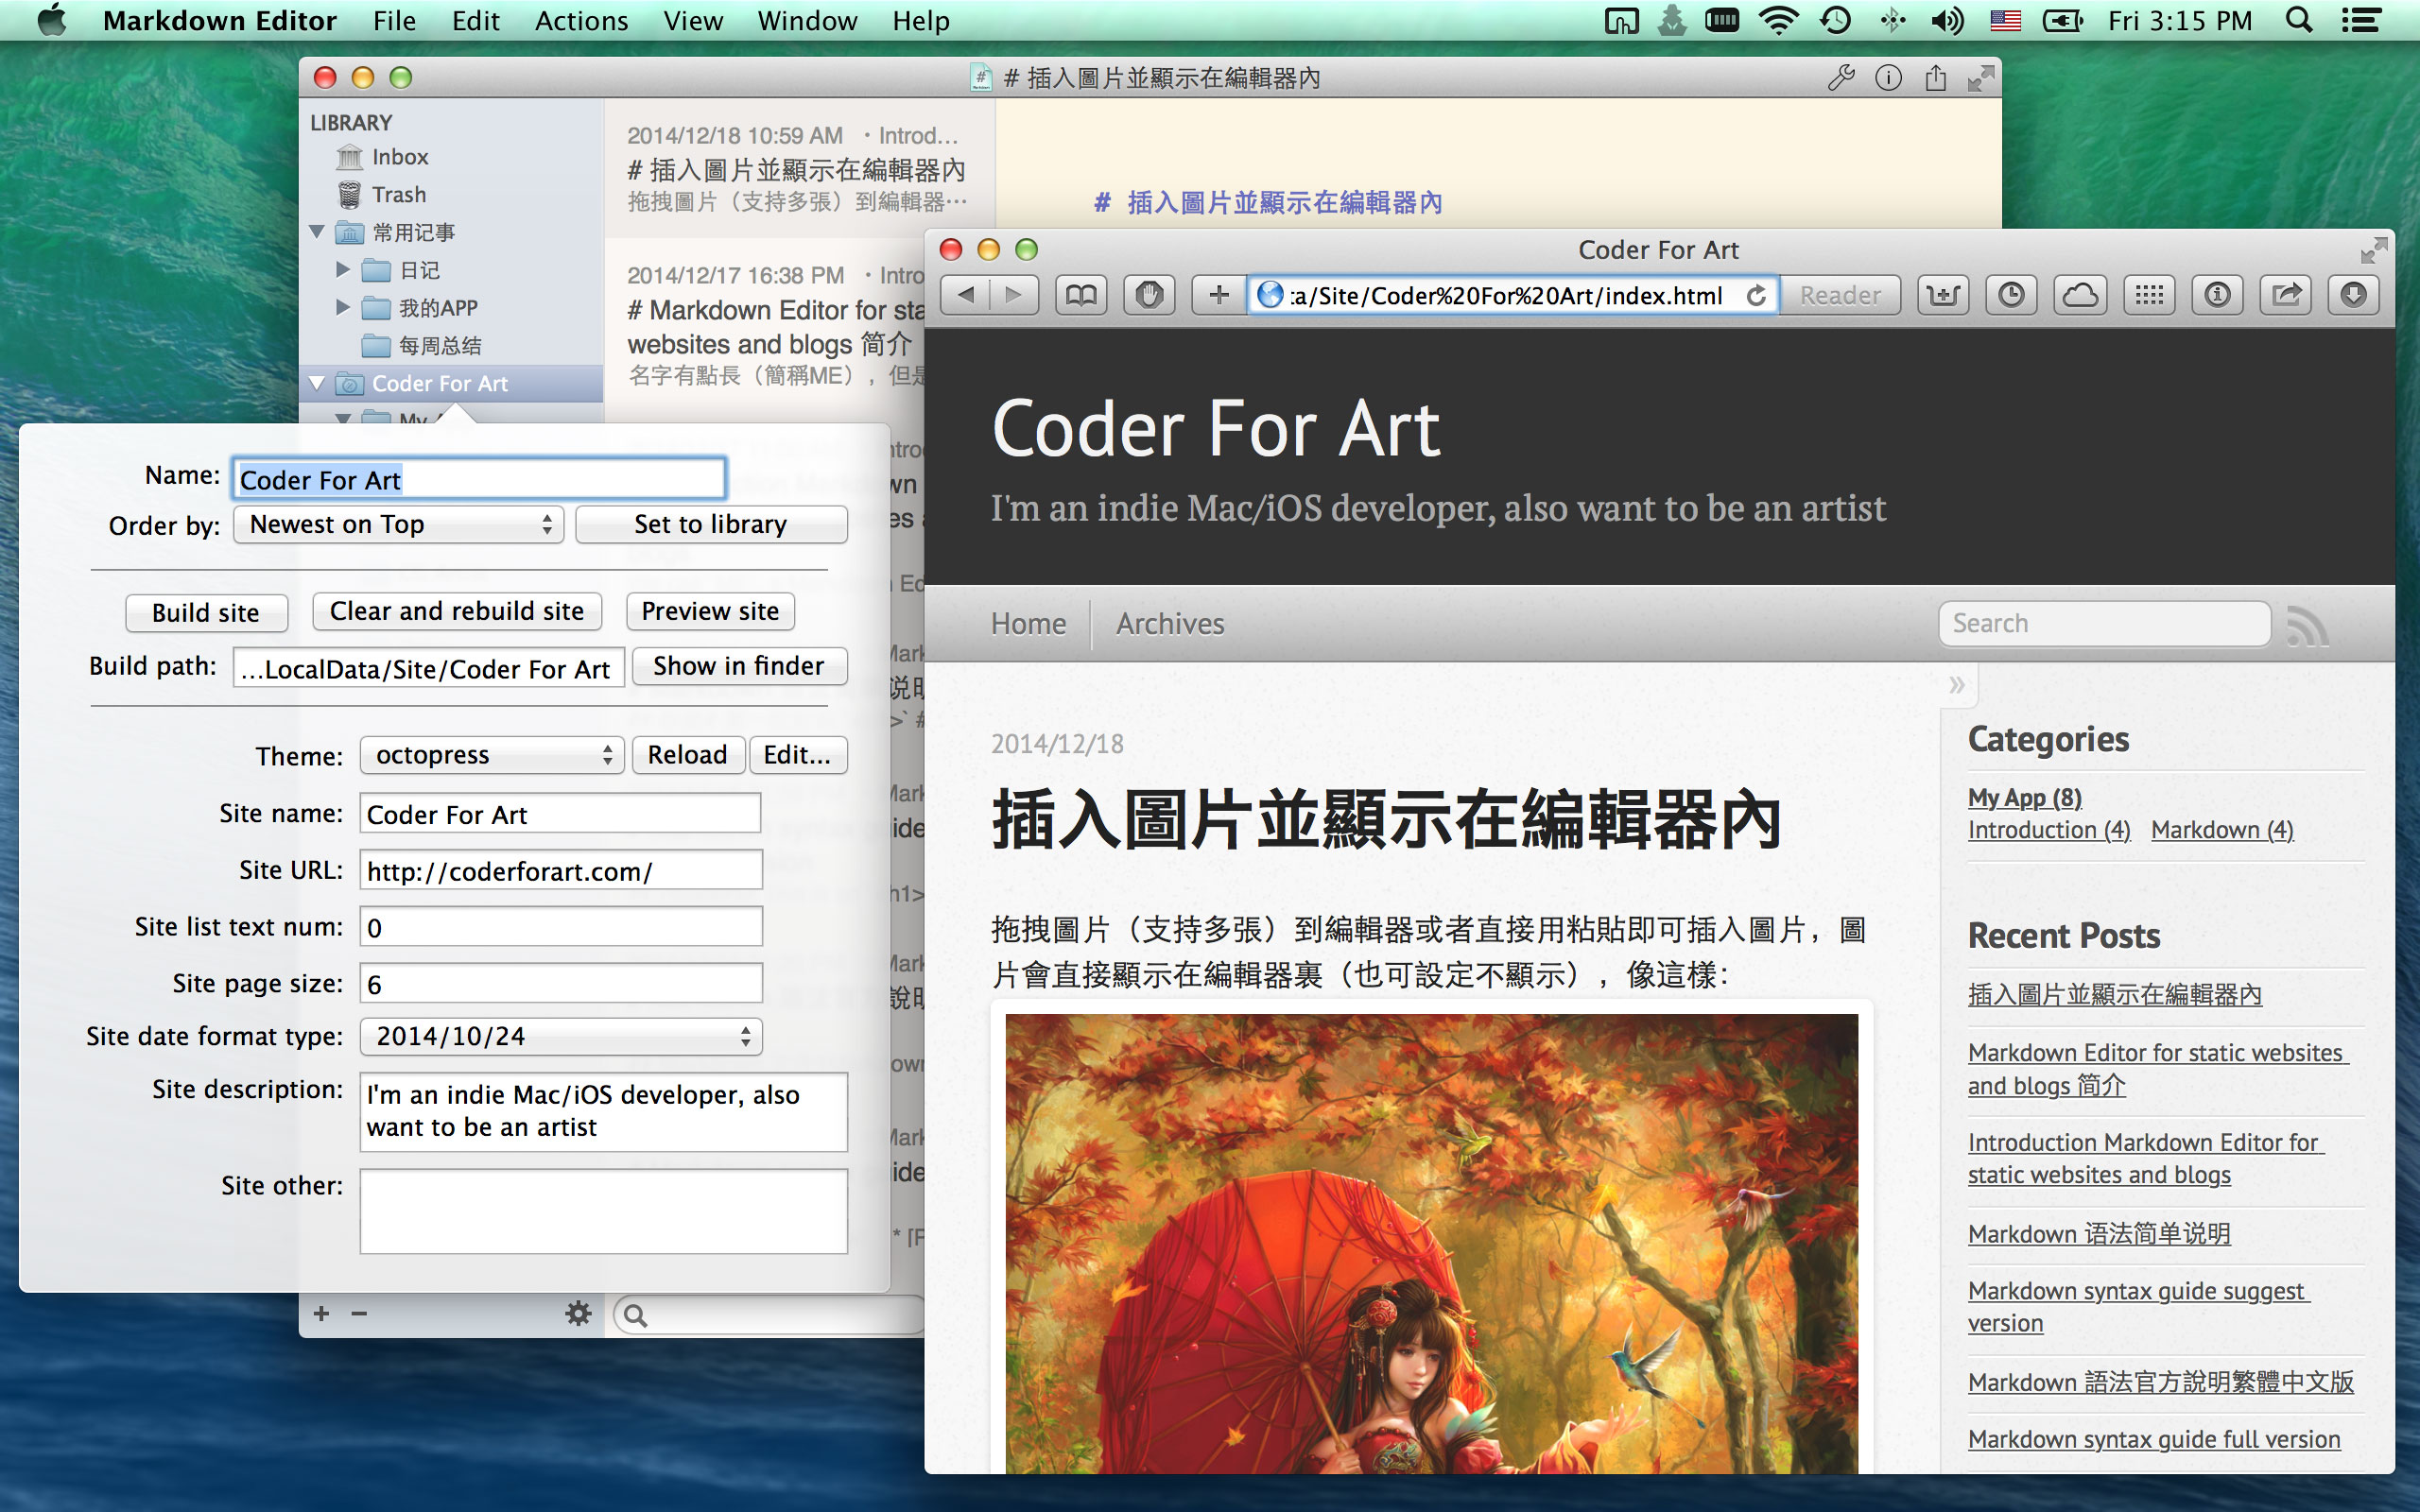 Markdown Editor File Edit Actions View Window Help
Fri 3:15 PM
# 插入圖片並顯示在編輯器內
LIBRARY
Inbox
Trash
常用记事
日记
我的APP
每周总结
Coder For Art
2014/12/18 10:59 AM ・Introd...
# 插入圖片並顯示在編輯器內
拖拽圖片（支持多張）到編輯器…
2014/12/17 16:38 PM ・Intro
# Markdown Editor for sta
websites and blogs 简介
名字有點長（簡稱ME），但是
# 插入圖片並顯示在編輯器內
Name: Coder For Art
Order by: Newest on Top Set to library
Build site Clear and rebuild site Preview site
Build path: ...LocalData/Site/Coder For Art Show in finder
Theme: octopress Reload Edit...
Site name: Coder For Art
Site URL: http://coderforart.com/
Site list text num: 0
Site page size: 6
Site date format type: 2014/10/24
Site description: I'm an indie Mac/iOS developer, also
want to be an artist
Site other:
Coder For Art
:a/Site/Coder%20For%20Art/index.html Reader
Coder For Art
I'm an indie Mac/iOS developer, also want to be an artist
Home Archives
Search
»
2014/12/18
插入圖片並顯示在編輯器內
拖拽圖片（支持多張）到編輯器或者直接用粘貼即可插入圖片，圖
片會直接顯示在編輯器裏（也可設定不顯示），像這樣：
Categories
My App (8)
Introduction (4) Markdown (4)
Recent Posts
插入圖片並顯示在編輯器內
Markdown Editor for static websites
and blogs 简介
Introduction Markdown Editor for
static websites and blogs
Markdown 语法简单说明
Markdown syntax guide suggest
version
Markdown 語法官方說明繁體中文版
Markdown syntax guide full version